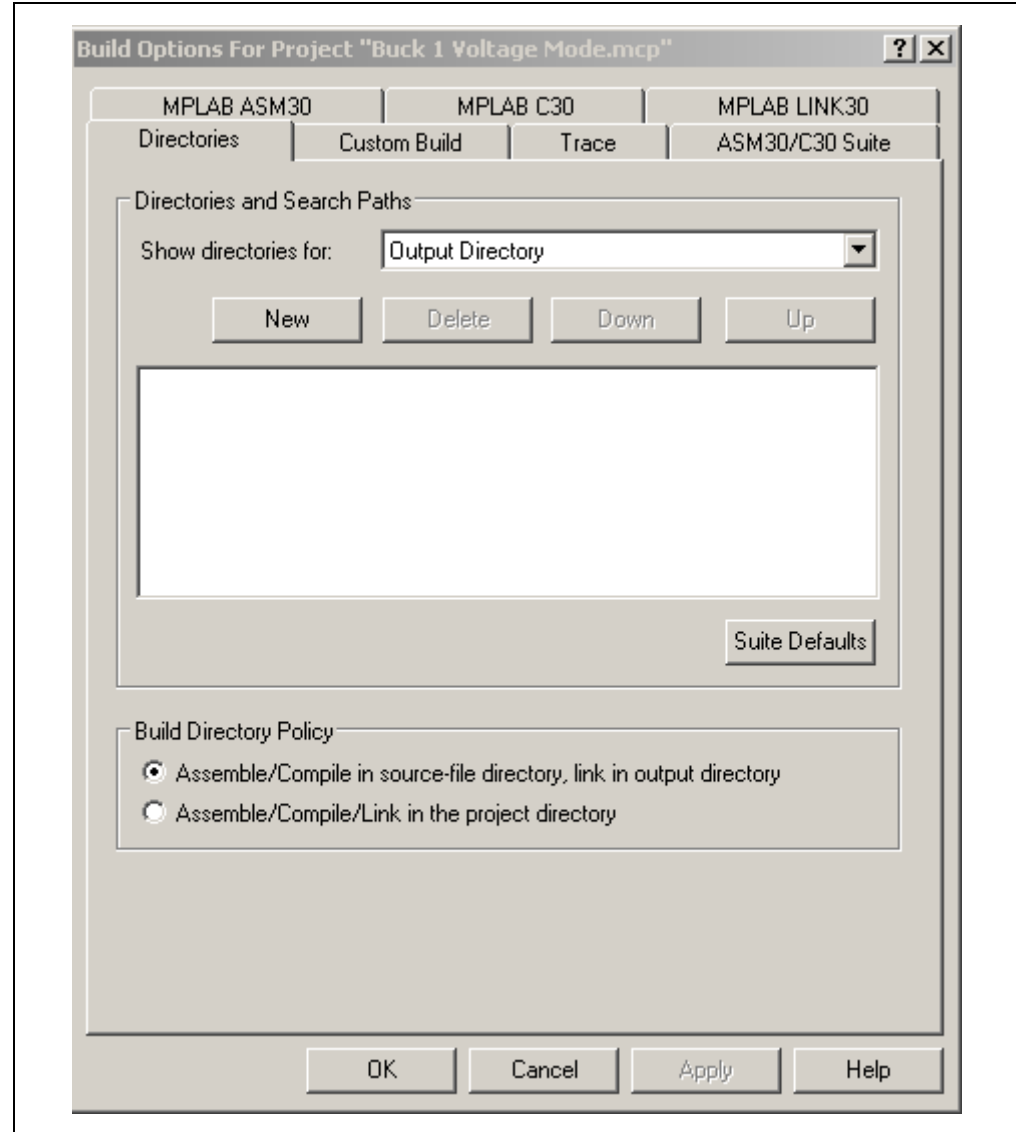 Build Options For Project "Buck 1 Voltage Mode.mcp"
MPLAB ASM30 MPLAB C30 MPLAB LINK30
Directories Custom Build Trace ASM30/C30 Suite
Directories and Search Paths
Show directories for: Output Directory
New Delete Down Up
Suite Defaults
Build Directory Policy
Assemble/Compile in source-file directory, link in output directory
Assemble/Compile/Link in the project directory
OK Cancel Apply Help